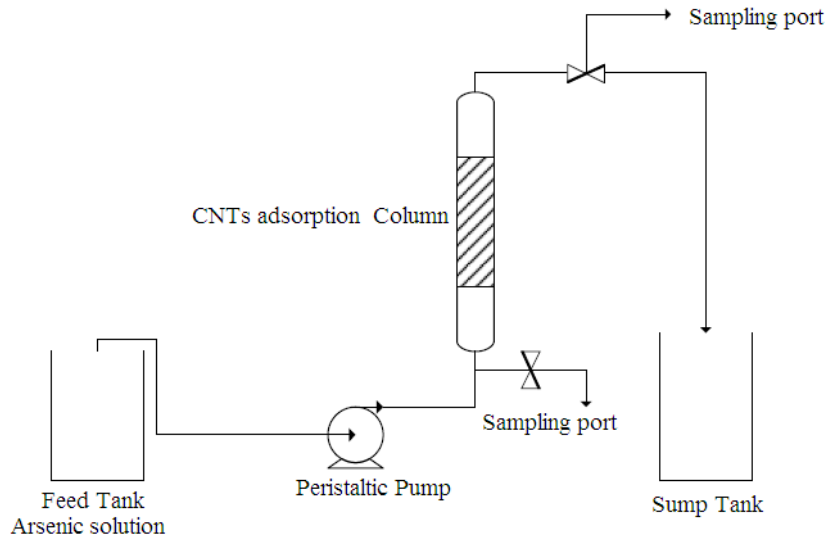 Sampling port
CNTs adsorption Column
Sampling port
Peristaltic Pump
Feed Tank
Arsenic solution
Sump Tank